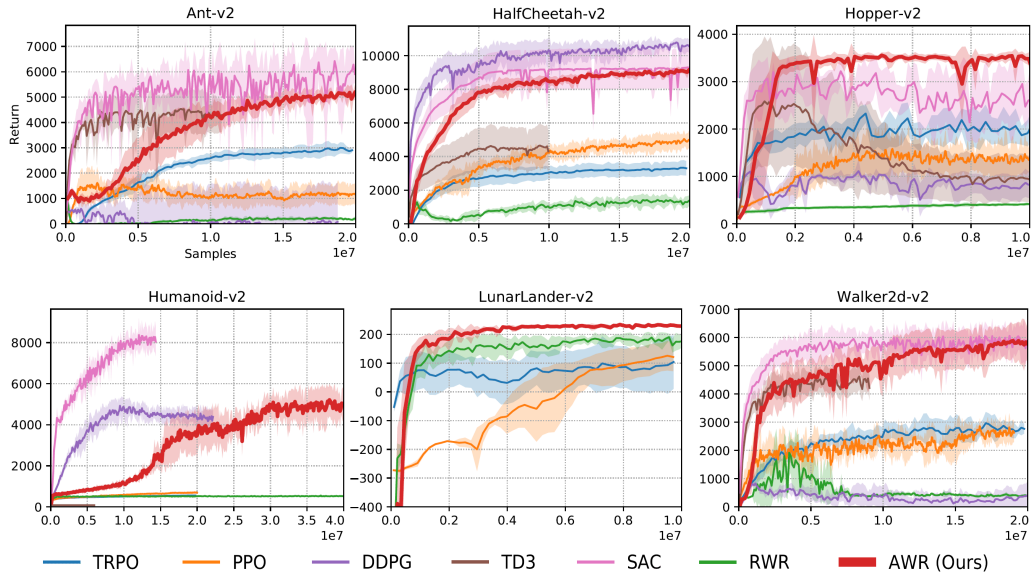 Ant-v2
HalfCheetah-v2
Hopper-v2
7000
6000
5000
4000
3000
2000
1000
0
Return
0.0 0.5 1.0 1.5 2.0
Samples
1e7
10000
8000
6000
4000
2000
0
0.0 0.5 1.0 1.5 2.0
1e7
4000
3000
2000
1000
0
0.0 0.2 0.4 0.6 0.8 1.0
1e7
Humanoid-v2
LunarLander-v2
Walker2d-v2
8000
6000
4000
2000
0
0.0 0.5 1.0 1.5 2.0 2.5 3.0 3.5 4.0
1e7
200
100
0
−100
−200
−300
−400
0.0 0.2 0.4 0.6 0.8 1.0
1e7
7000
6000
5000
4000
3000
2000
1000
0
0.0 0.5 1.0 1.5 2.0
1e7
TRPO PPO DDPG TD3 SAC RWR AWR (Ours)